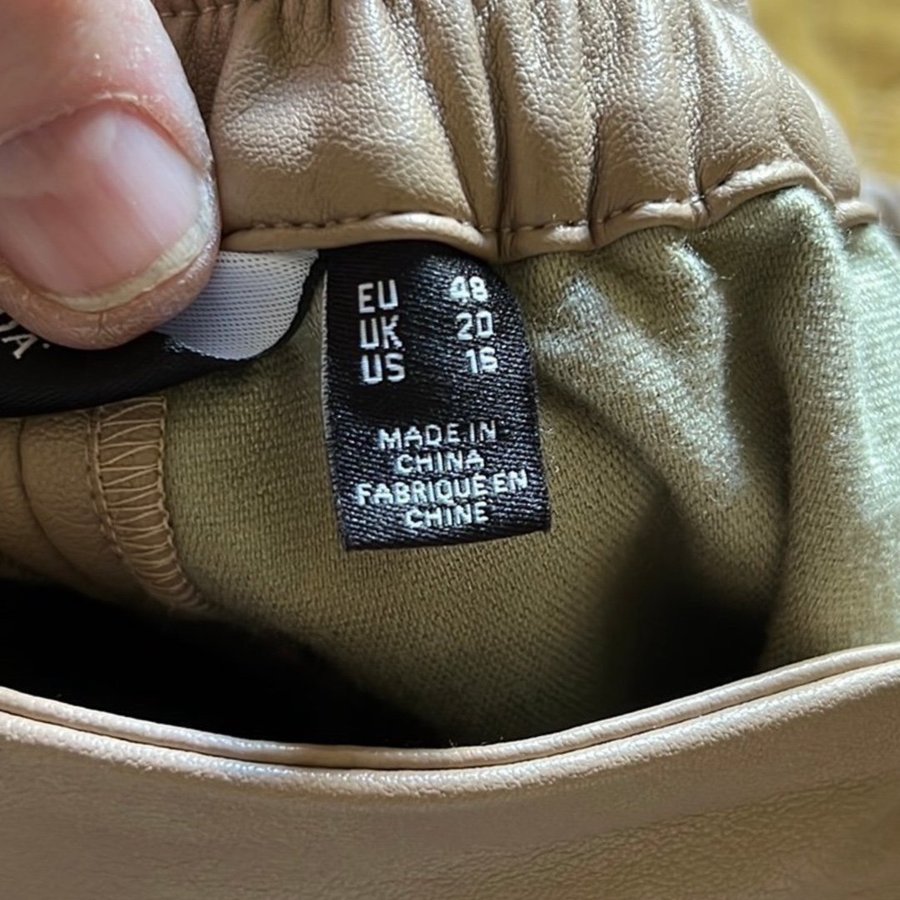 EU 48
UK 20
US 16
MADE IN
CHINA
FABRIQUE EN
CHINE